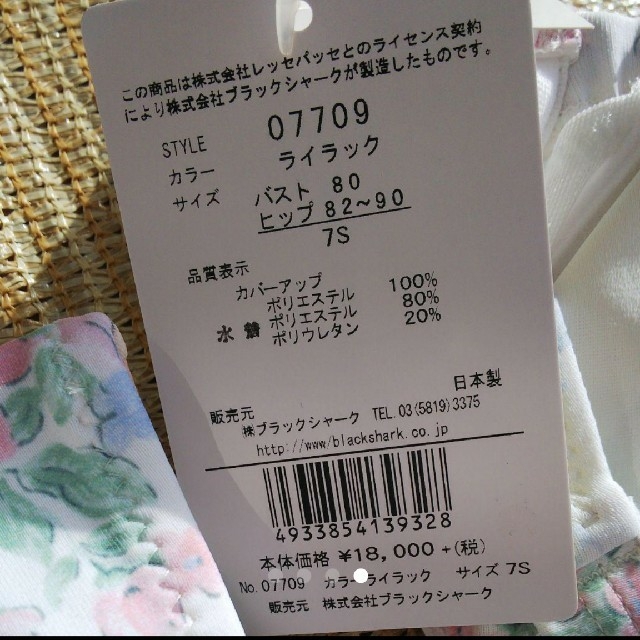 この商品は株式会社レッセパッセとのライセンス契約
により株式会社ブラックシャークが製造したものです。
STYLE 07709
カラー ライラック
サイズ バスト 80
ヒップ 82～90
7S
品質表示
カバーアップ
ポリエステル 100%
水着 ポリエステル 80%
ポリウレタン 20%
日本製
販売元
㈱ブラックシャーク TEL.03(5819)3375
http://www/blackshark.co.jp
4933854139328
本体価格 ¥18,000 +(税)
No.07709 カラーライラック サイズ 7S
販売元 株式会社ブラックシャーク